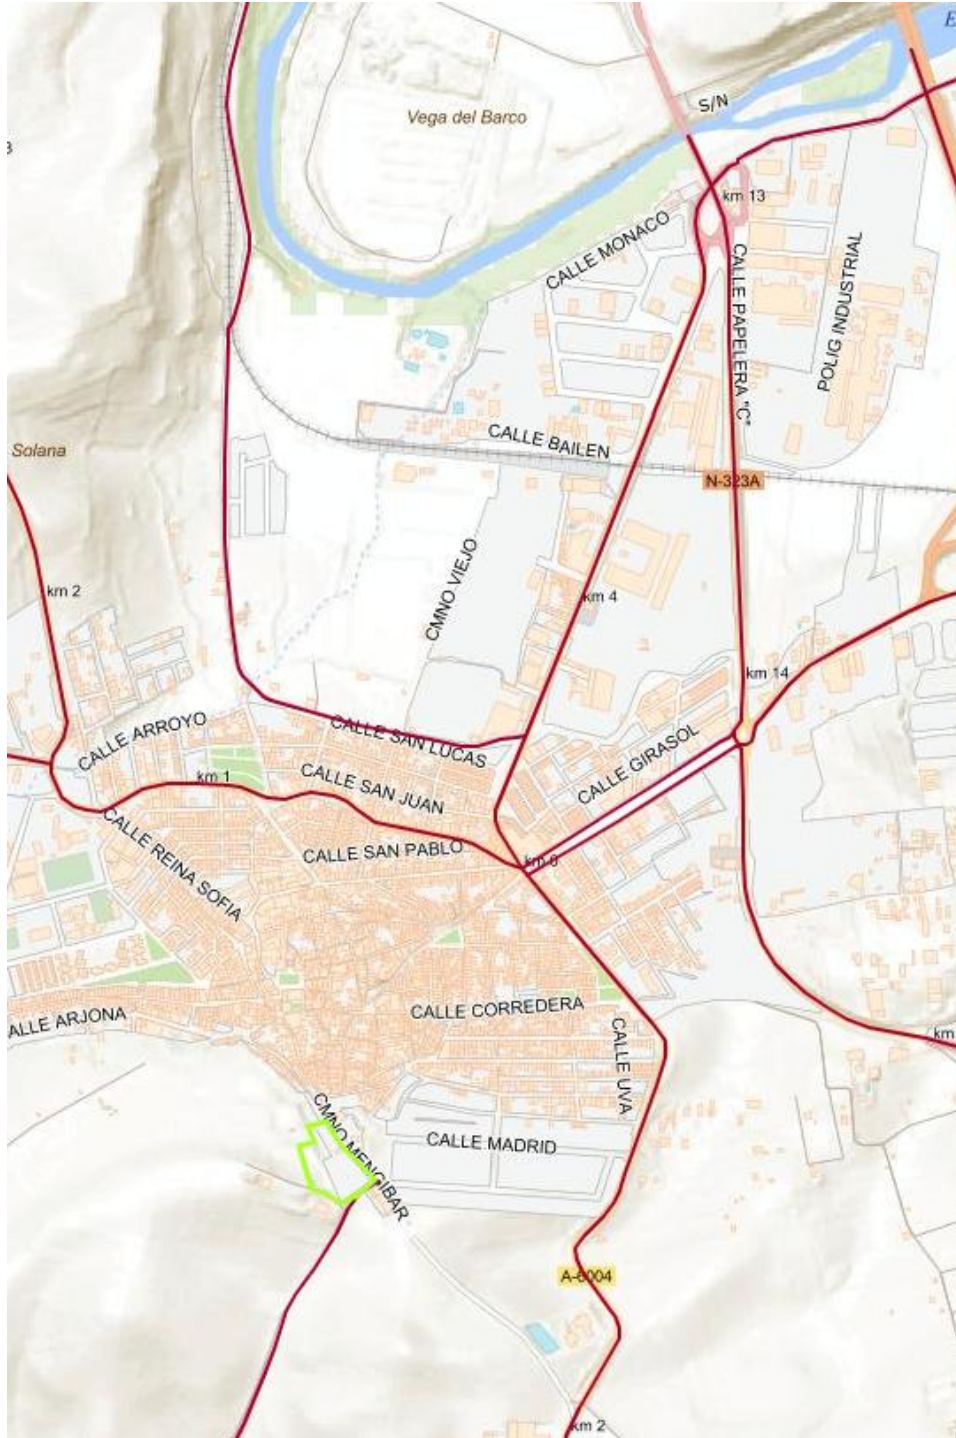 E
Vega del Barco
S/N
3
km 13
CALLE MONACO
CALLE PAPELERA "C"
POLIG INDUSTRIAL
CALLE BAILEN
Solana
N-323A
CMNO VIEJO
km 2
km 4
km 14
CALLE ARROYO
CALLE SAN LUCAS
CALLE GIRASOL
km 1
CALLE SAN JUAN
CALLE REINA SOFIA
CALLE SAN PABLO
km 0
CALLE CORREDERA
ALLE ARJONA
km
CALLE UVA
CMNO MENGIBAR
CALLE MADRID
A-6004
km 2